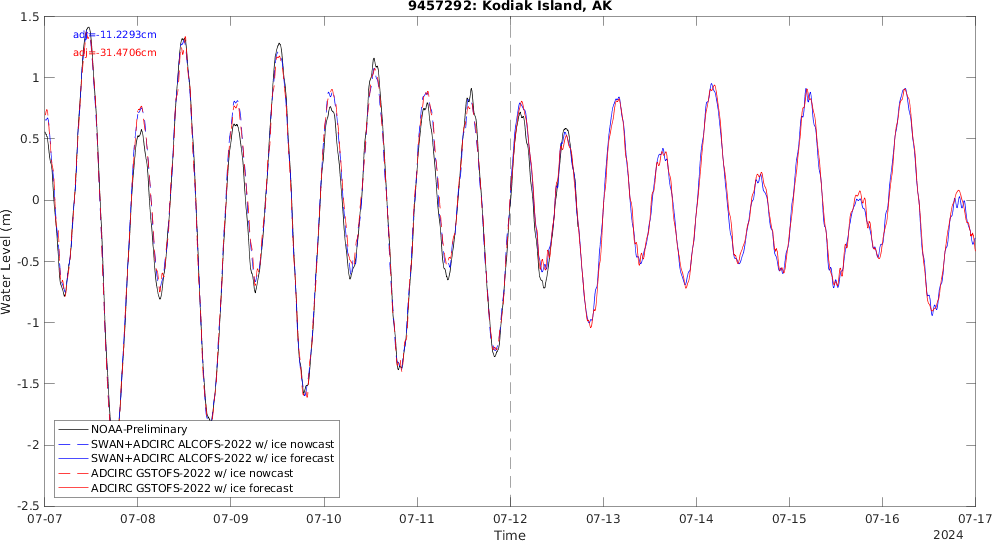 9457292: Kodiak Island, AK
adj=-11.2293cm
adj=-31.4706cm
1.5
1
0.5
0
-0.5
-1
-1.5
-2
-2.5
Water Level (m)
NOAA-Preliminary
SWAN+ADCIRC ALCOFS-2022 w/ ice nowcast
SWAN+ADCIRC ALCOFS-2022 w/ ice forecast
ADCIRC GSTOFS-2022 w/ ice nowcast
ADCIRC GSTOFS-2022 w/ ice forecast
07-07 07-08 07-09 07-10 07-11 07-12 07-13 07-14 07-15 07-16 07-17
Time
2024